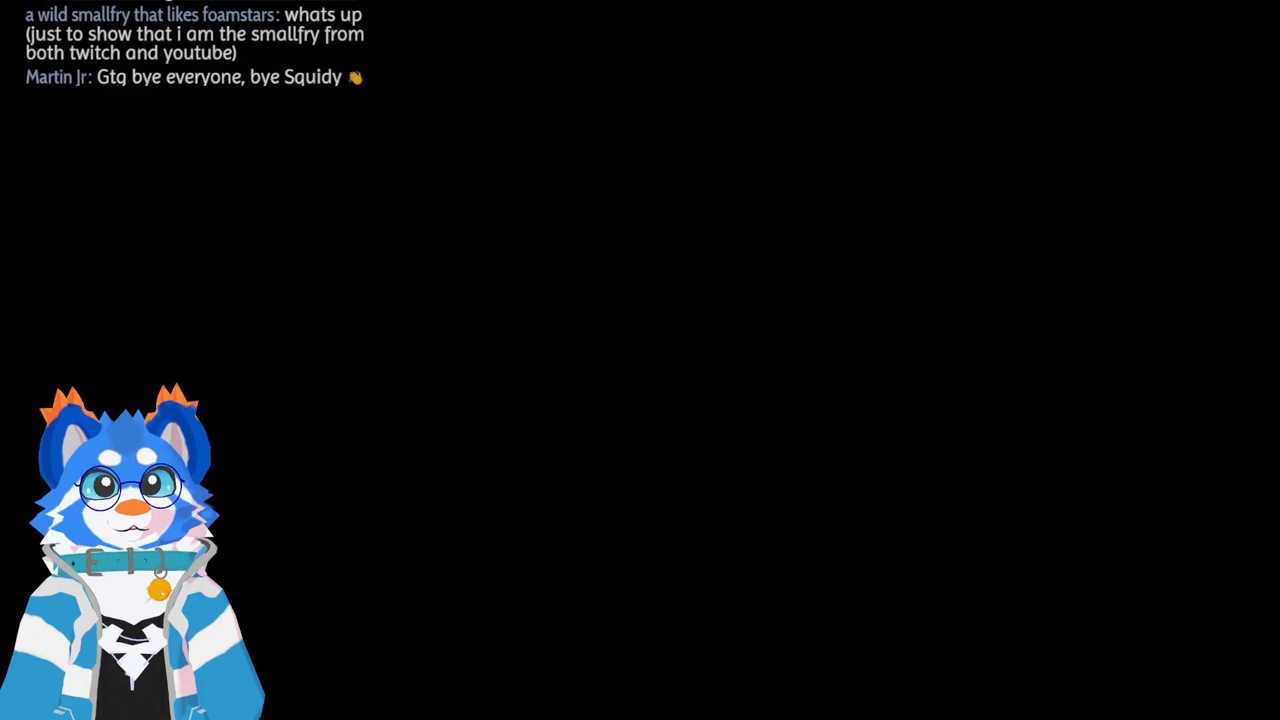 a wild smallfry that likes foamstars: whats up
(just to show that i am the smallfry from
both twitch and youtube)
Martin Jr: Gtg bye everyone, bye Squidy 👋